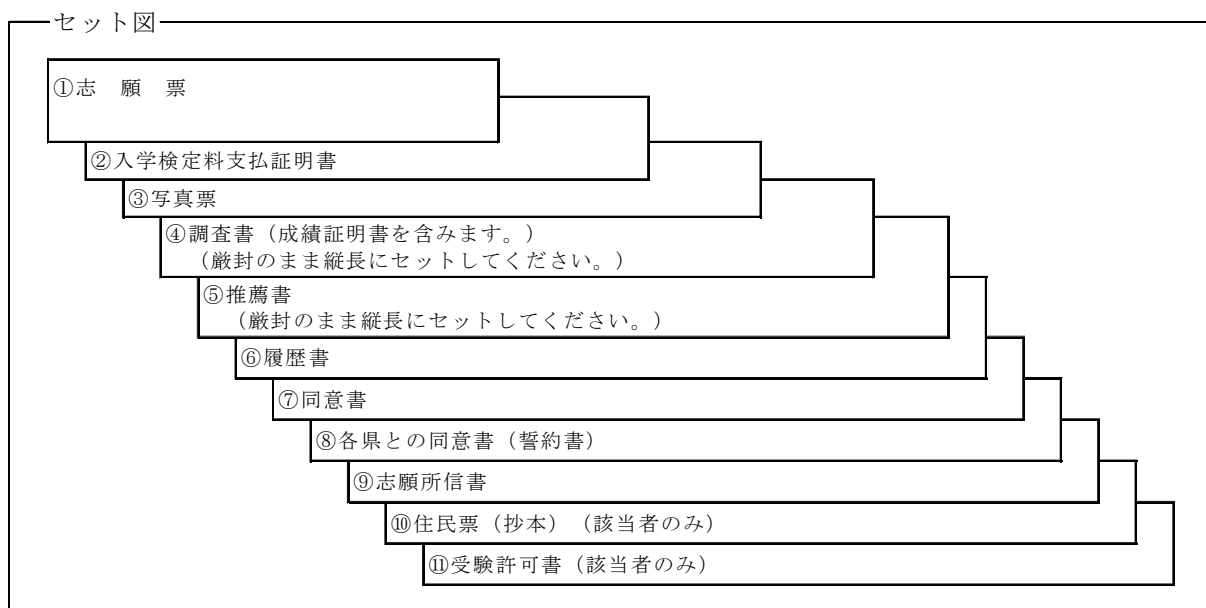 セット図
①志　願　票
②入学検定料支払証明書
③写真票
④調査書（成績証明書を含みます。）
（厳封のまま縦長にセットしてください。）
⑤推薦書
（厳封のまま縦長にセットしてください。）
⑥履歴書
⑦同意書
⑧各県との同意書（誓約書）
⑨志願所信書
⑩住民票（抄本）（該当者のみ）
⑪受験許可書（該当者のみ）